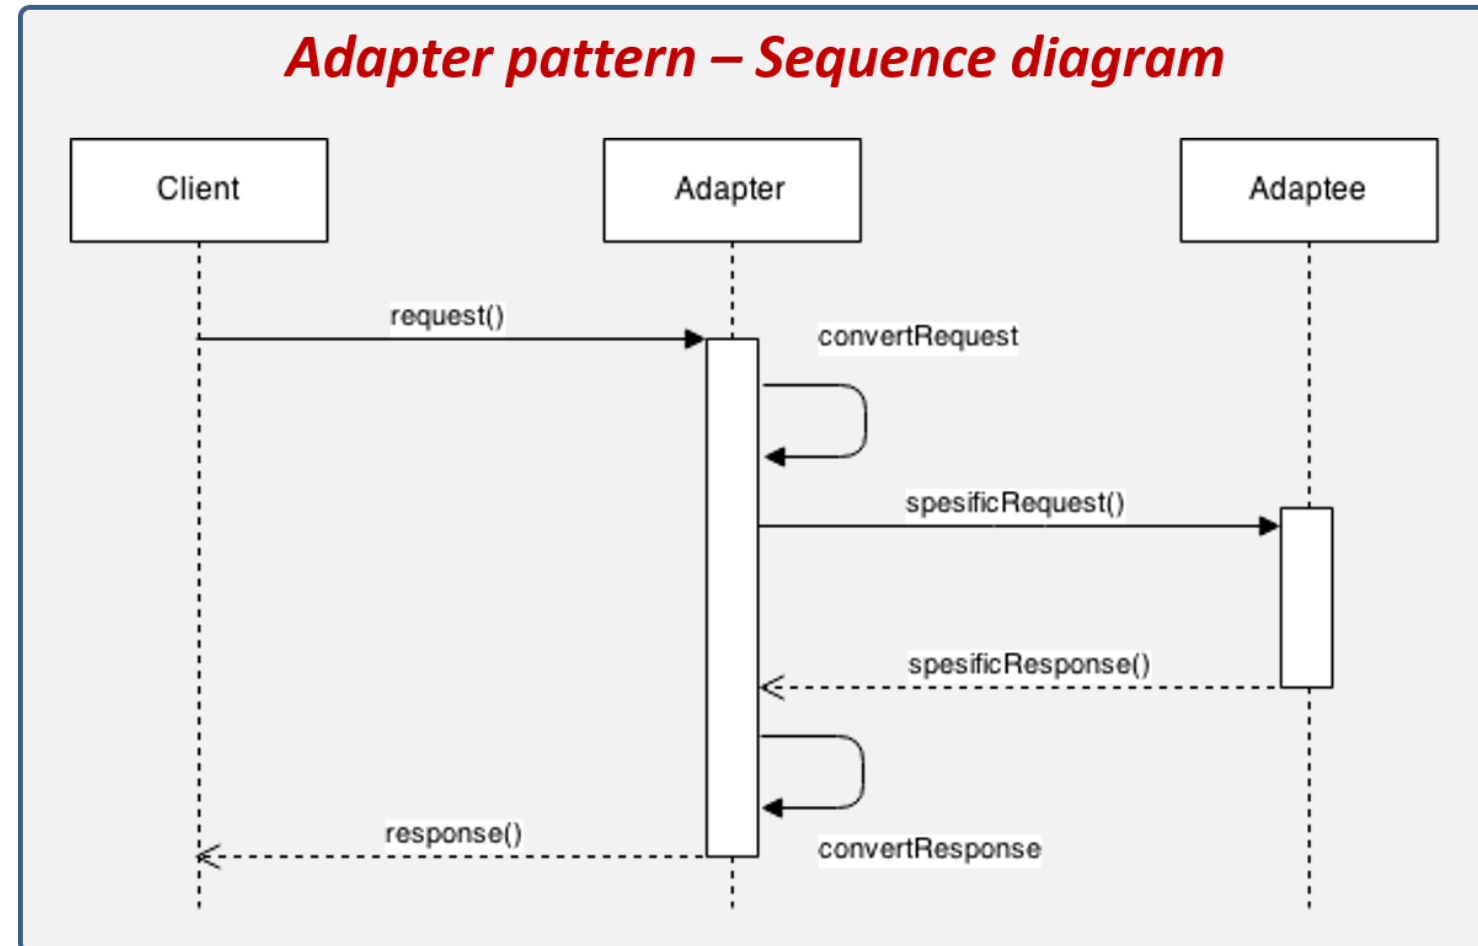 Adapter pattern – Sequence diagram
Client
Adapter
Adaptee
request()
convertRequest
spesificRequest()
spesificResponse()
response()
convertResponse